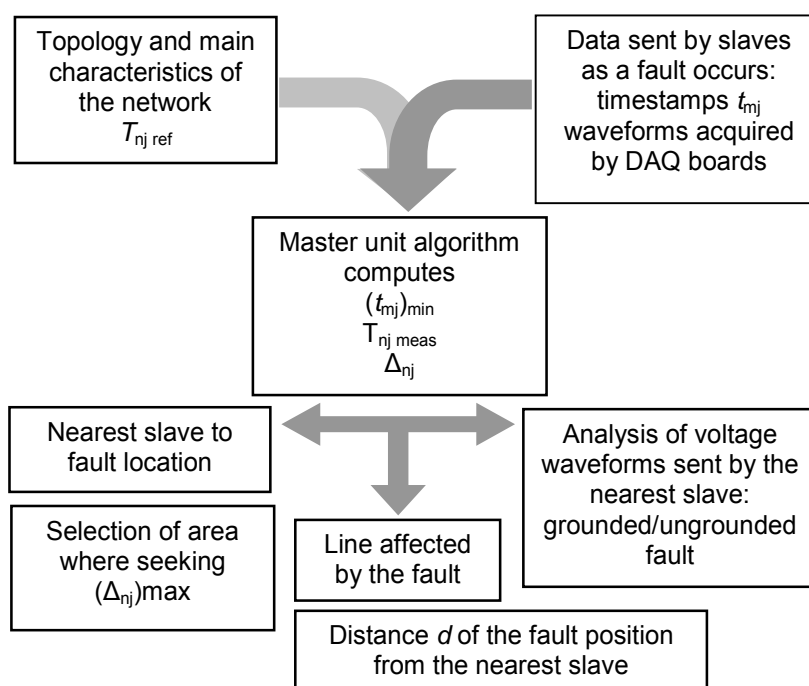 Topology and main
characteristics of
the network
Tnj ref
Data sent by slaves
as a fault occurs:
timestamps tmj
waveforms acquired
by DAQ boards
Master unit algorithm
computes
(tmj)min
Tnj meas
Δnj
Nearest slave to
fault location
Selection of area
where seeking
(Δnj)max
Line affected
by the fault
Distance d of the fault position
from the nearest slave
Analysis of voltage
waveforms sent by the
nearest slave:
grounded/ungrounded
fault